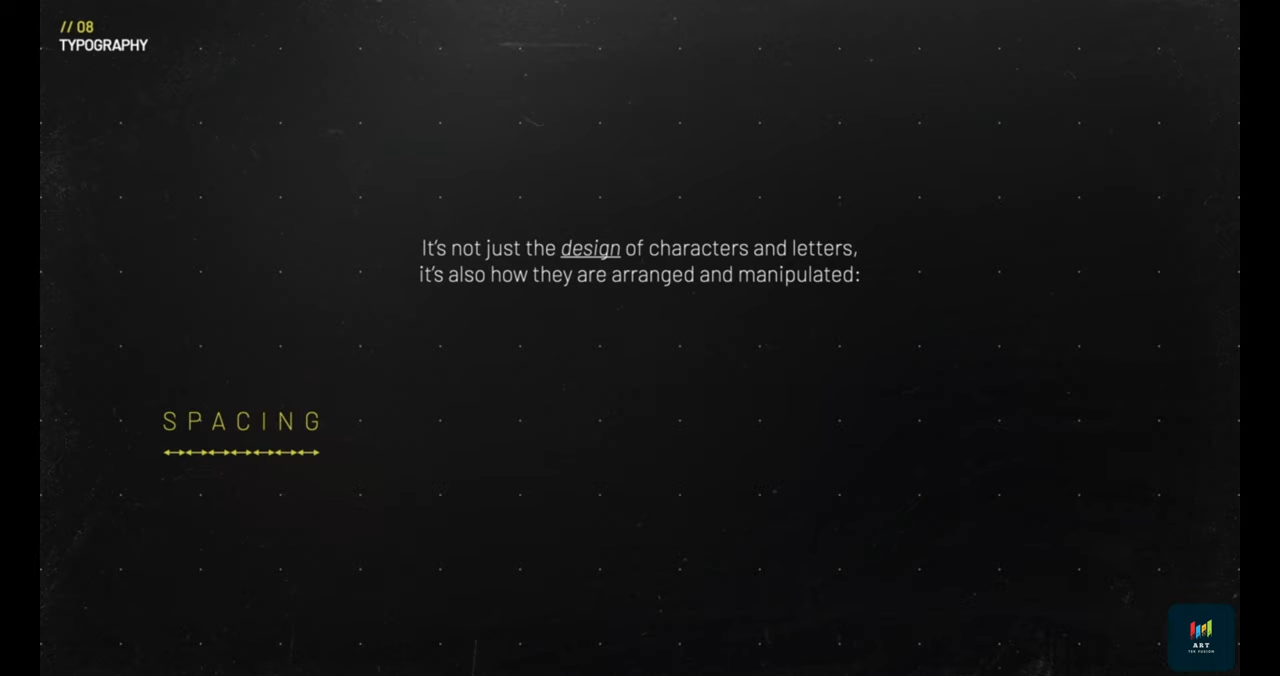 // 08
TYPOGRAPHY
It's not just the design of characters and letters,
it's also how they are arranged and manipulated:
SPACING
ART